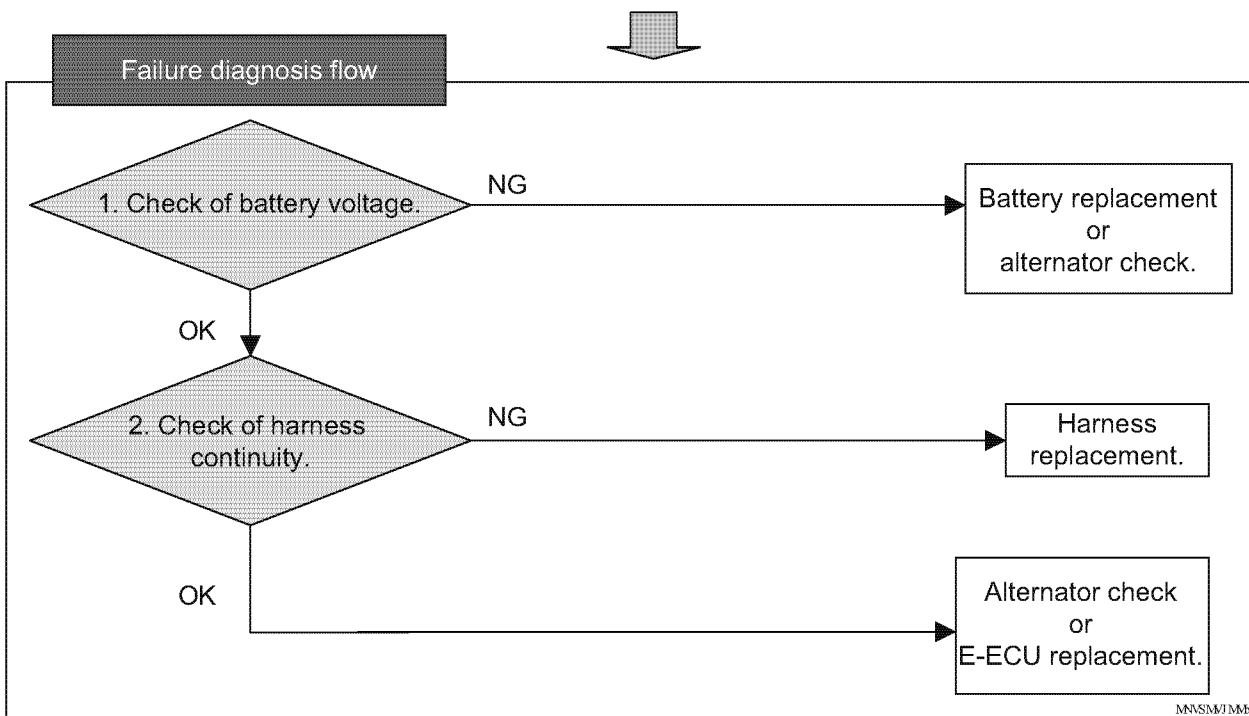 Failure diagnosis flow
1. Check of battery voltage.
NG
Battery replacement
or
alternator check.
OK
2. Check of harness
continuity.
NG
Harness
replacement.
OK
Alternator check
or
E-ECU replacement.